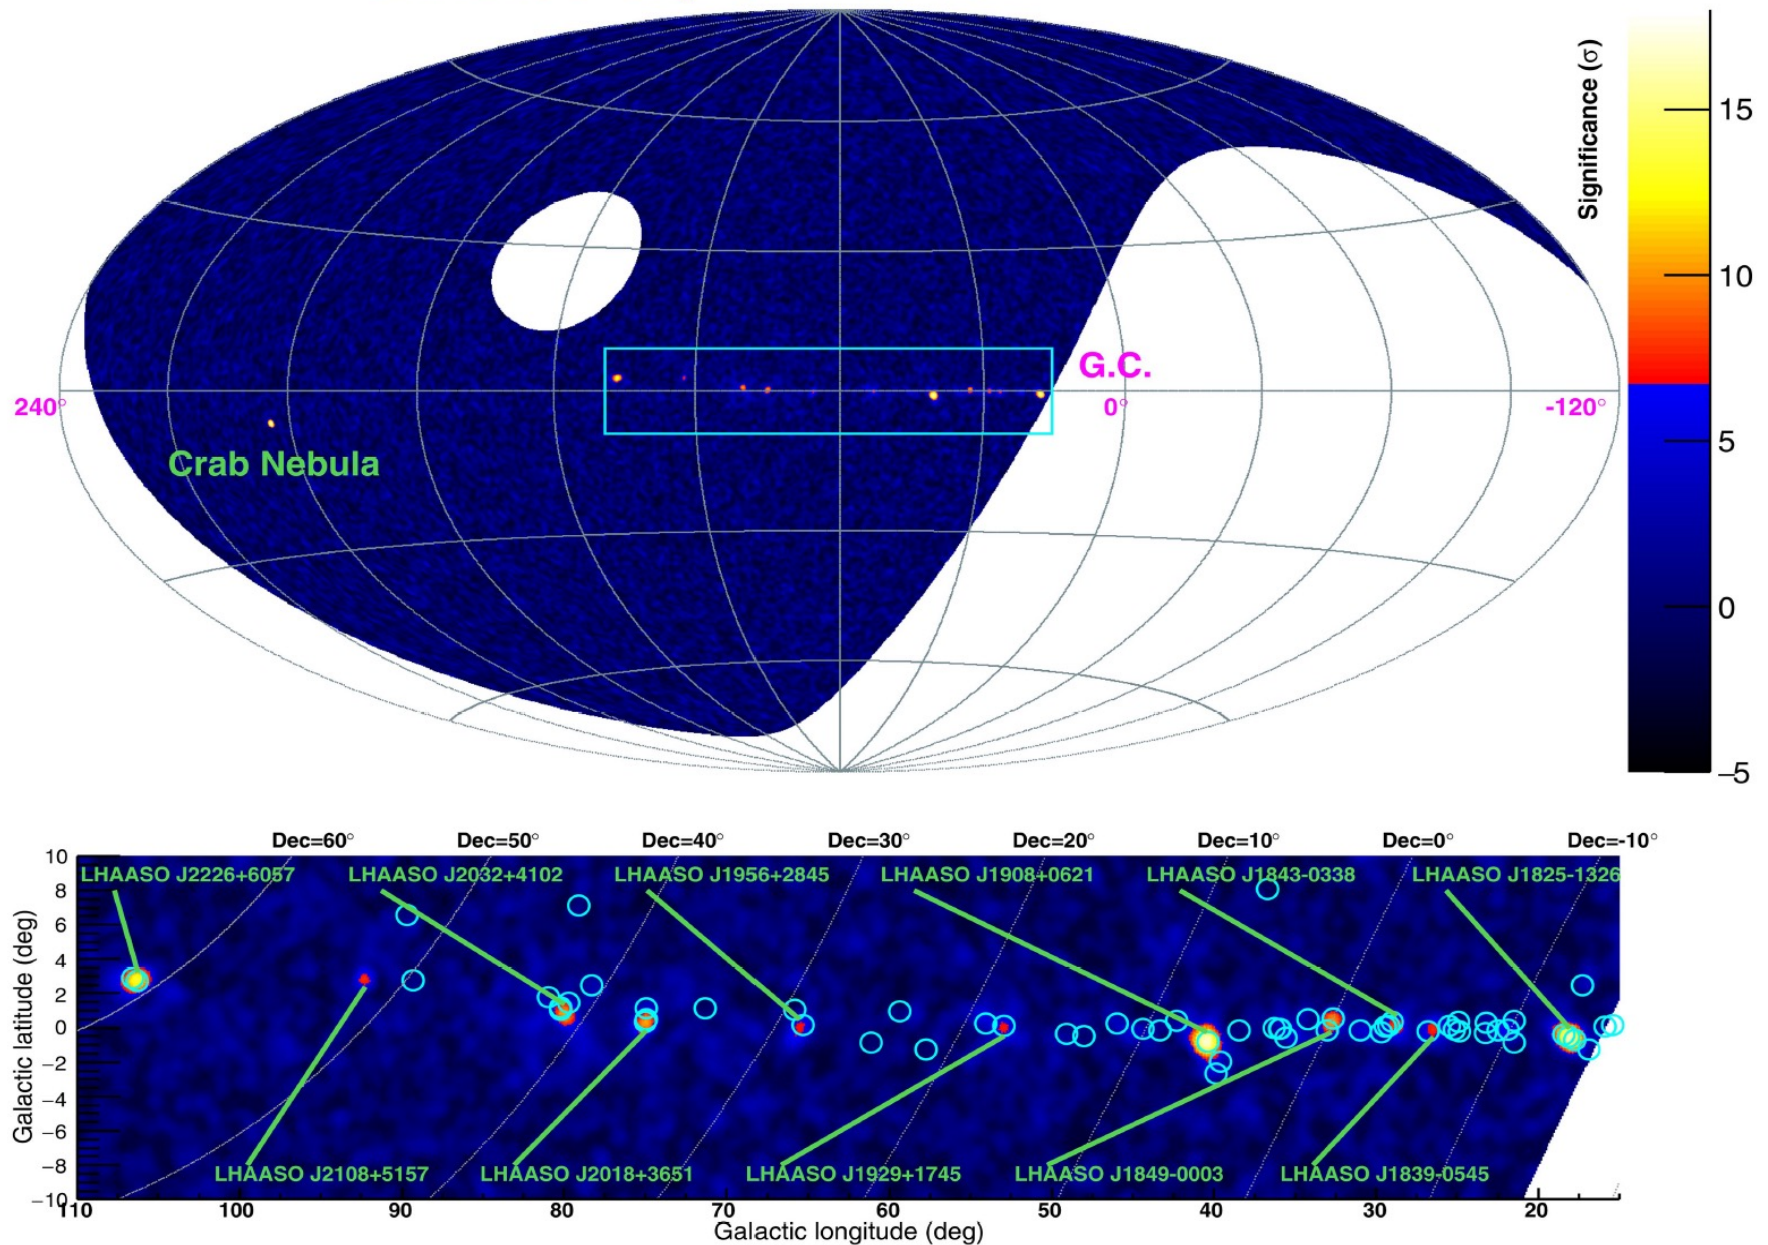 Significance (σ)
15
10
5
0
−5
G.C.
240°
0°
-120°
Crab Nebula
Dec=60°
Dec=50°
Dec=40°
Dec=30°
Dec=20°
Dec=10°
Dec=0°
Dec=-10°
LHAASO J2226+6057
LHAASO J2032+4102
LHAASO J1956+2845
LHAASO J1908+0621
LHAASO J1843-0338
LHAASO J1825-1326
Galactic latitude (deg)
10
8
6
4
2
0
−2
−4
−6
−8
−10
LHAASO J2108+5157
LHAASO J2018+3651
LHAASO J1929+1745
LHAASO J1849-0003
LHAASO J1839-0545
110
100
90
80
70
60
50
40
30
20
Galactic longitude (deg)